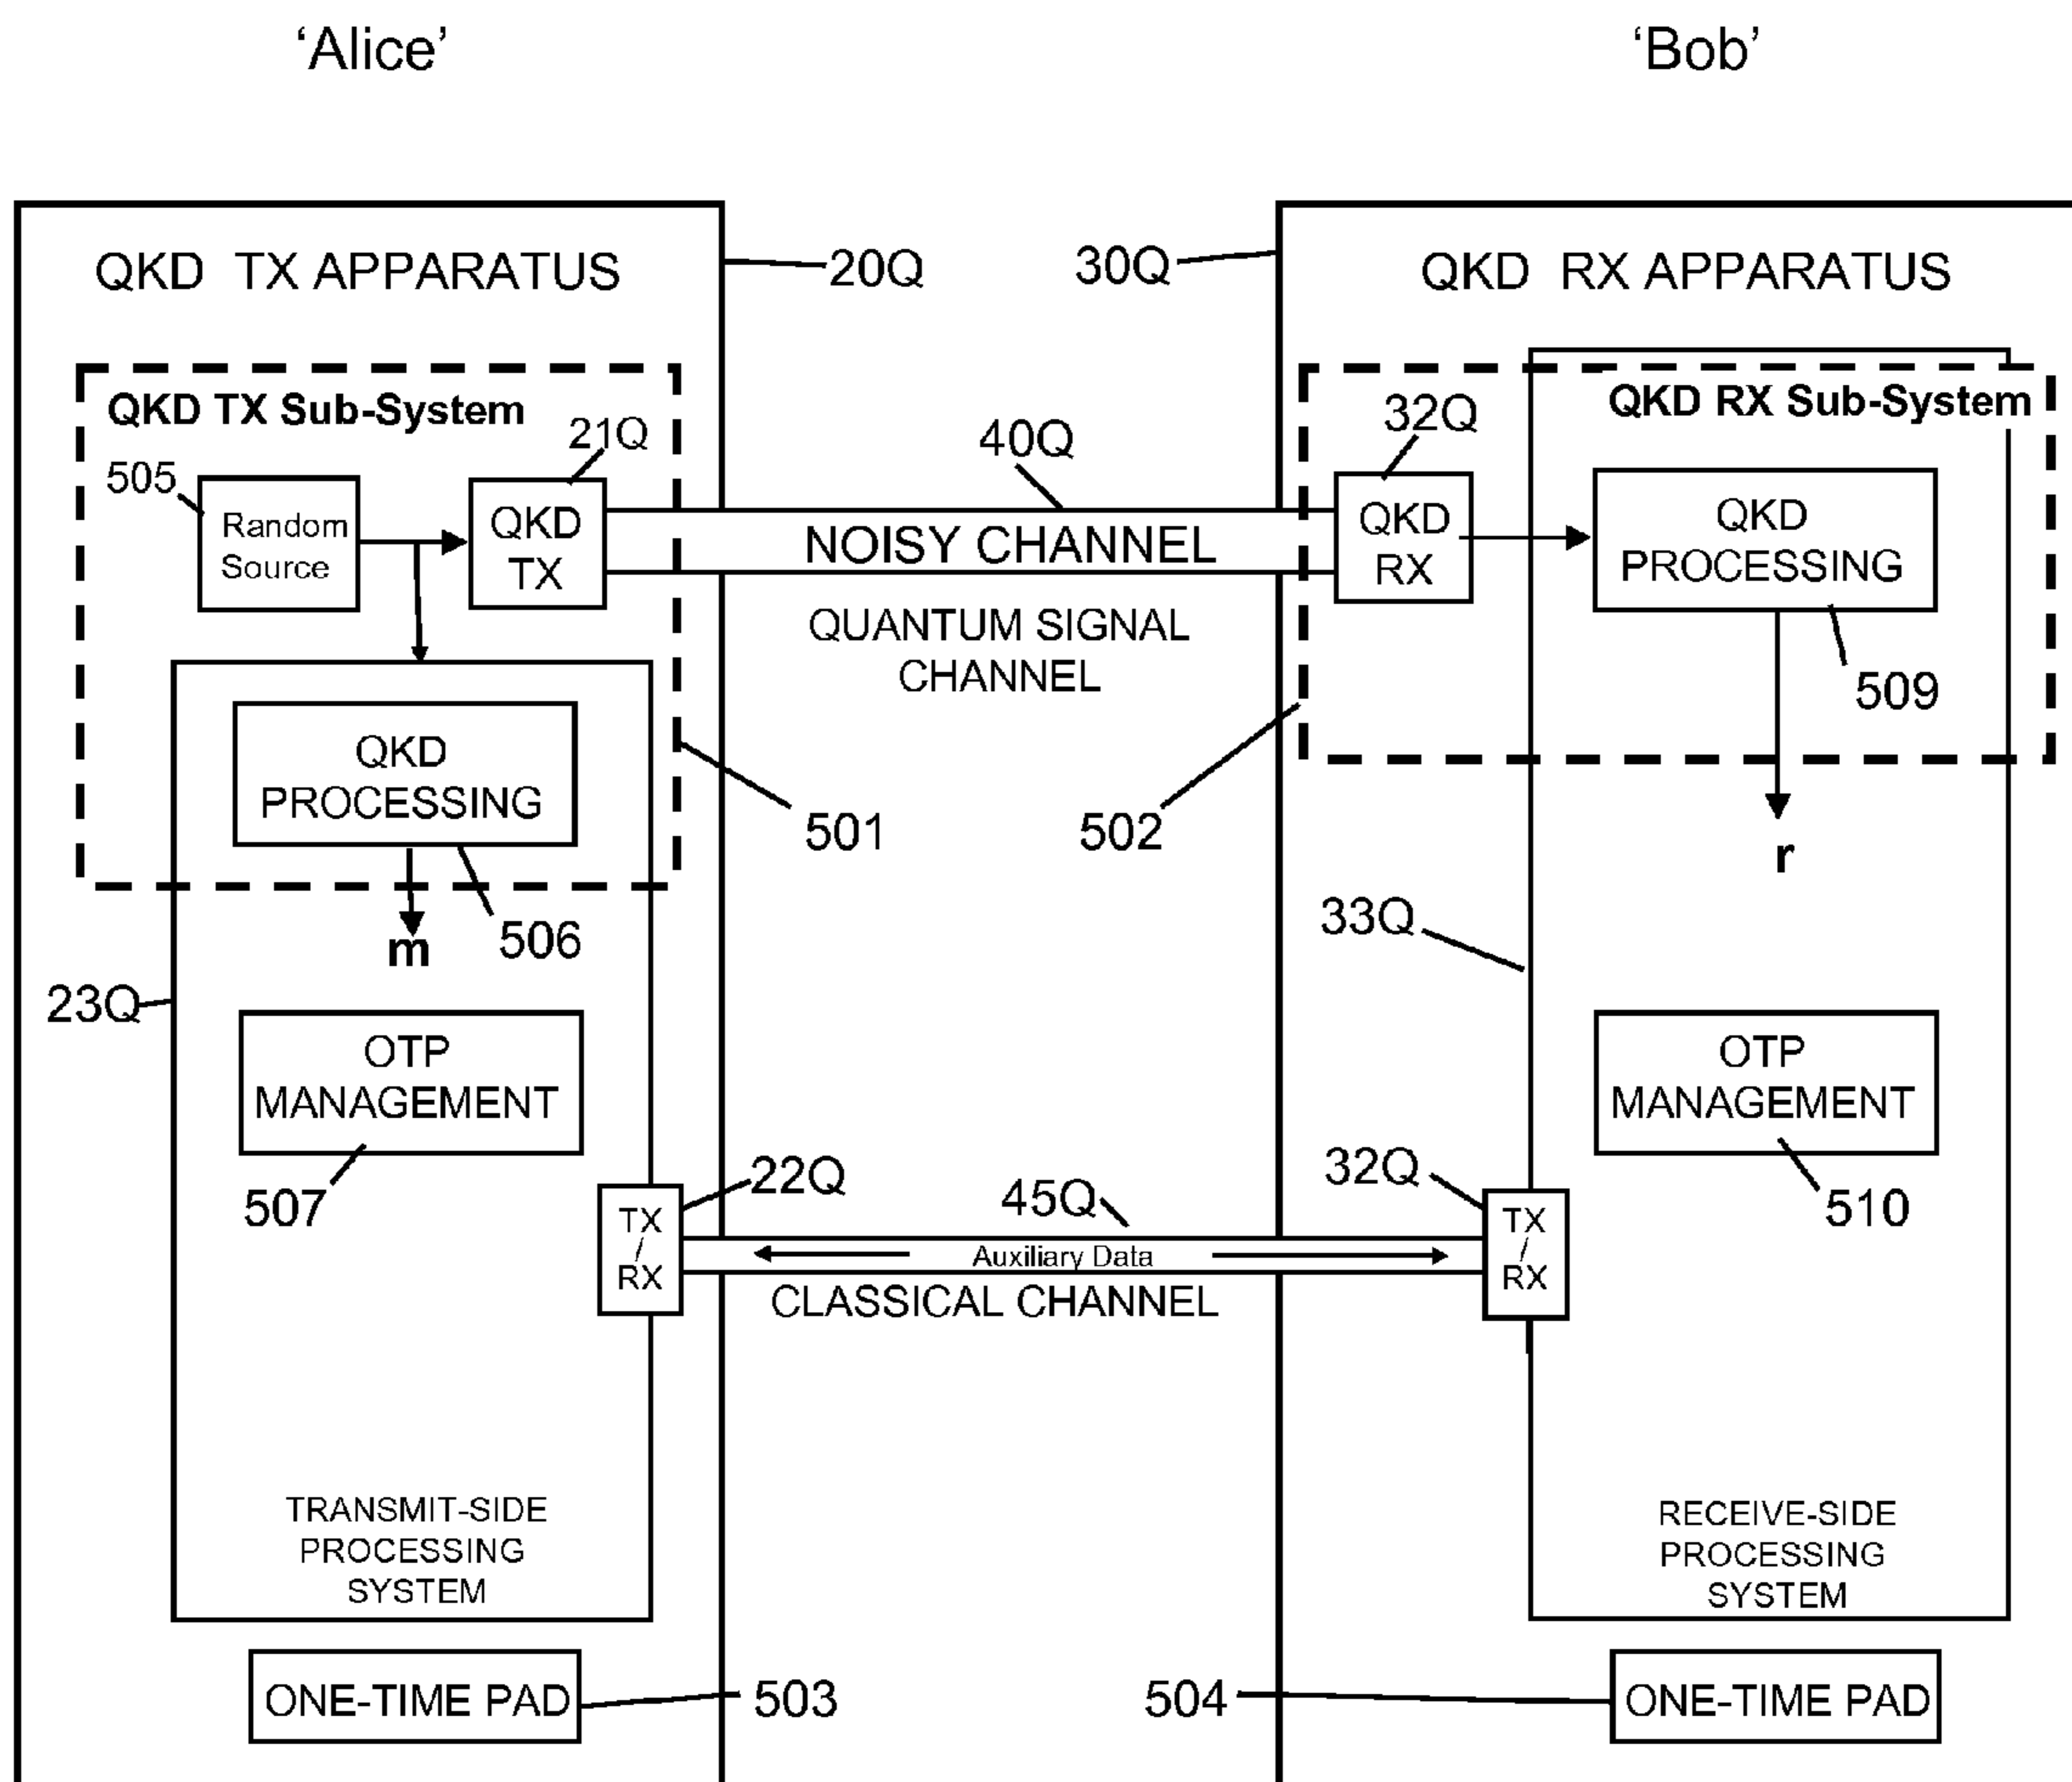 ‘Alice’
‘Bob’
QKD TX APPARATUS
20Q
30Q
QKD RX APPARATUS
QKD TX Sub-System
21Q
505
Random
Source
QKD
TX
40Q
NOISY CHANNEL
QUANTUM SIGNAL
CHANNEL
32Q
QKD RX Sub-System
QKD
RX
QKD
PROCESSING
509
QKD
PROCESSING
501
502
r
506
m
33Q
23Q
OTP
MANAGEMENT
507
OTP
MANAGEMENT
510
22Q
TX
/
RX
45Q
Auxiliary Data
CLASSICAL CHANNEL
32Q
TX
/
RX
TRANSMIT-SIDE
PROCESSING
SYSTEM
RECEIVE-SIDE
PROCESSING
SYSTEM
ONE-TIME PAD
503
504
ONE-TIME PAD